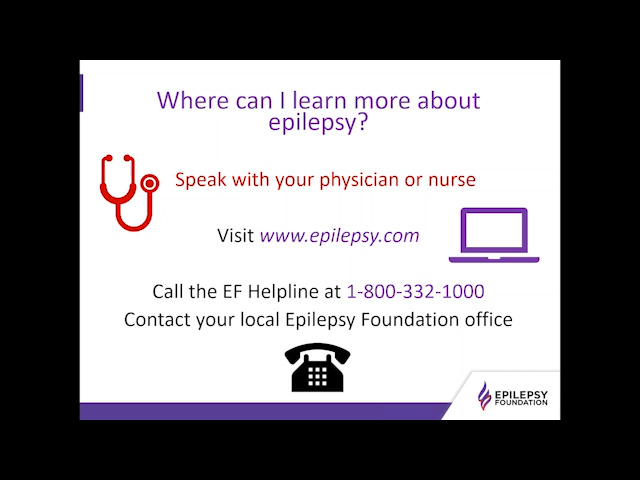 Where can I learn more about
epilepsy?
Speak with your physician or nurse
Visit www.epilepsy.com
Call the EF Helpline at 1-800-332-1000
Contact your local Epilepsy Foundation office
EPILEPSY
FOUNDATION